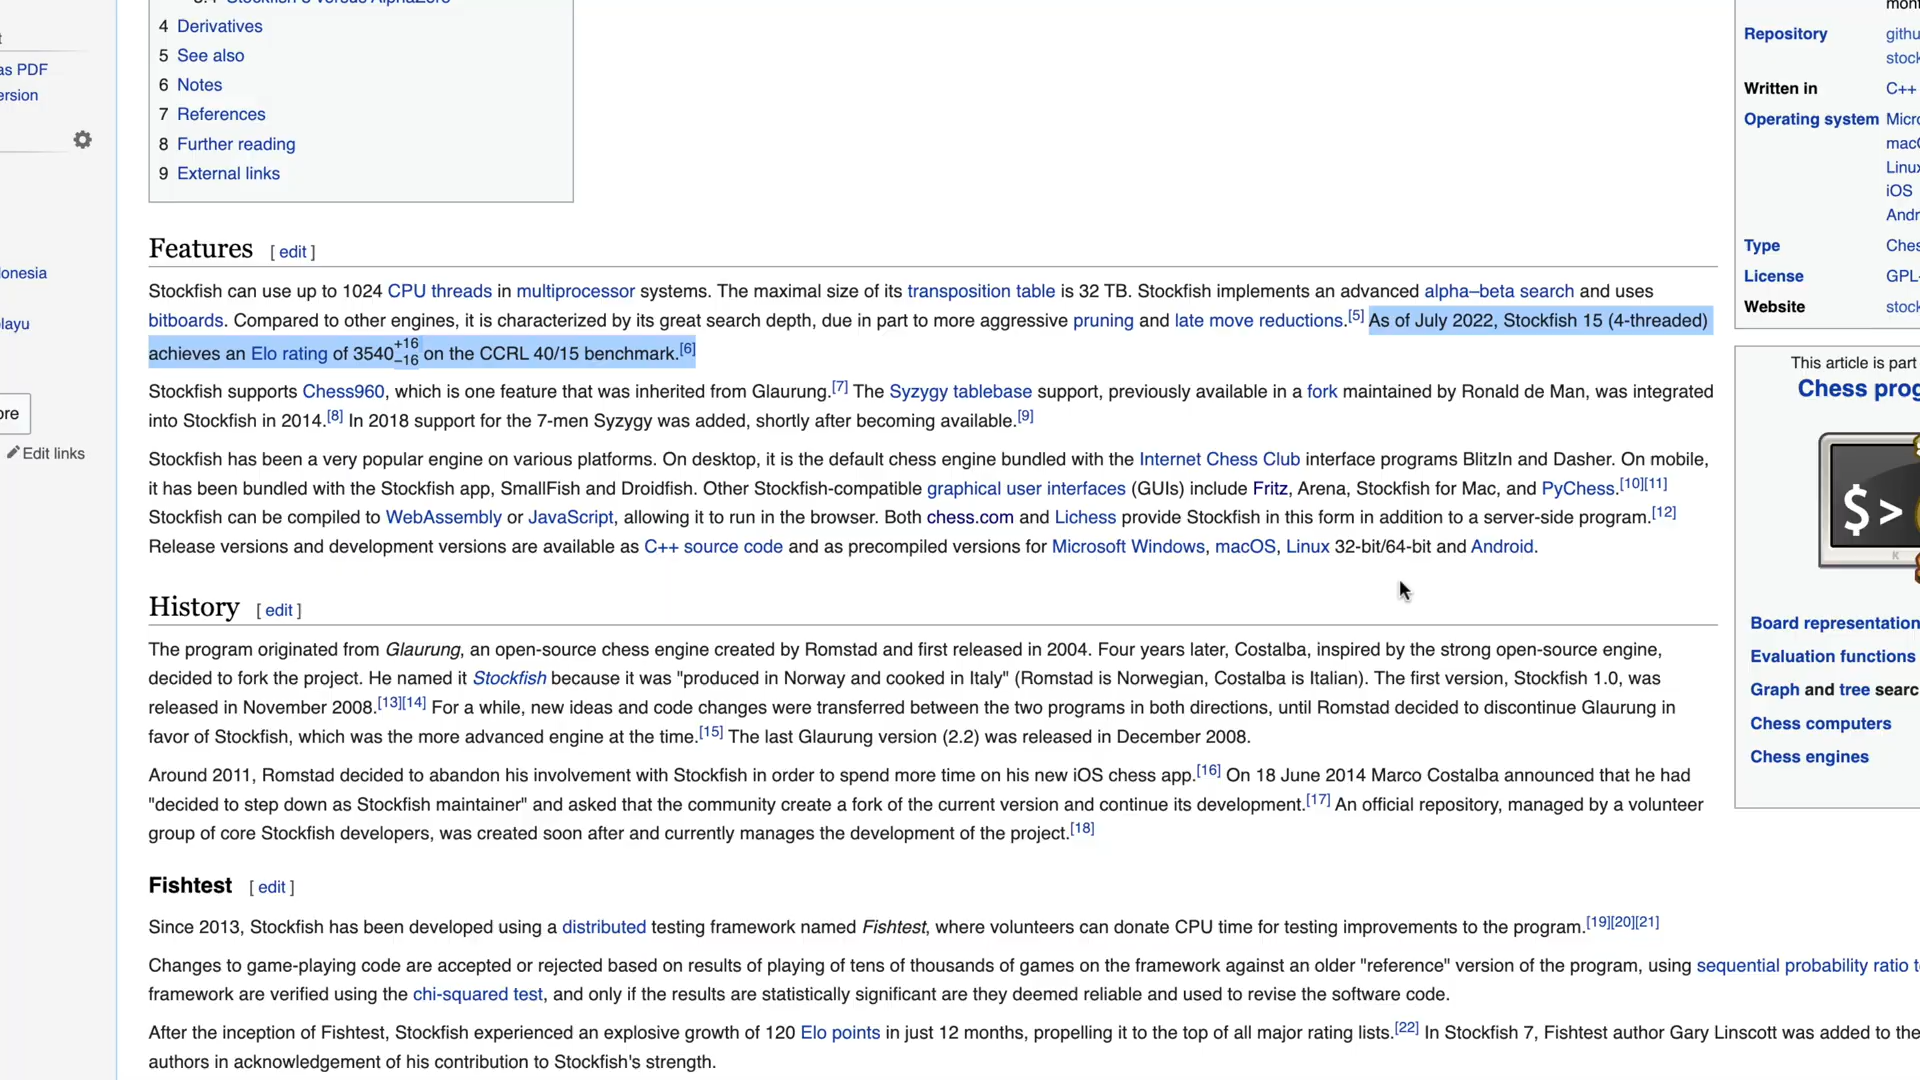 4 Derivatives
5 See also
6 Notes
7 References
8 Further reading
9 External links
as PDF
Edit links
Features [ edit ]
Stockfish can use up to 1024 CPU threads in multiprocessor systems. The maximal size of its transposition table is 32 TB. Stockfish implements an advanced alpha–beta search and uses
bitboards. Compared to other engines, it is characterized by its great search depth, due in part to more aggressive pruning and late move reductions.[5] As of July 2022, Stockfish 15 (4-threaded)
achieves an Elo rating of 3540 +16 −16 on the CCRL 40/15 benchmark.[6]
Stockfish supports Chess960, which is one feature that was inherited from Glaurung.[7] The Syzygy tablebase support, previously available in a fork maintained by Ronald de Man, was integrated
into Stockfish in 2014.[8] In 2018 support for the 7-men Syzygy was added, shortly after becoming available.[9]
Stockfish has been a very popular engine on various platforms. On desktop, it is the default chess engine bundled with the Internet Chess Club interface programs BlitzIn and Dasher. On mobile,
it has been bundled with the Stockfish app, SmallFish and Droidfish. Other Stockfish-compatible graphical user interfaces (GUIs) include Fritz, Arena, Stockfish for Mac, and PyChess.[10][11]
Stockfish can be compiled to WebAssembly or JavaScript, allowing it to run in the browser. Both chess.com and Lichess provide Stockfish in this form in addition to a server-side program.[12]
Release versions and development versions are available as C++ source code and as precompiled versions for Microsoft Windows, macOS, Linux 32-bit/64-bit and Android.
History [ edit ]
The program originated from Glaurung, an open-source chess engine created by Romstad and first released in 2004. Four years later, Costalba, inspired by the strong open-source engine,
decided to fork the project. He named it Stockfish because it was "produced in Norway and cooked in Italy" (Romstad is Norwegian, Costalba is Italian). The first version, Stockfish 1.0, was
released in November 2008.[13][14] For a while, new ideas and code changes were transferred between the two programs in both directions, until Romstad decided to discontinue Glaurung in
favor of Stockfish, which was the more advanced engine at the time.[15] The last Glaurung version (2.2) was released in December 2008.
Around 2011, Romstad decided to abandon his involvement with Stockfish in order to spend more time on his new iOS chess app.[16] On 18 June 2014 Marco Costalba announced that he had
"decided to step down as Stockfish maintainer" and asked that the community create a fork of the current version and continue its development.[17] An official repository, managed by a volunteer
group of core Stockfish developers, was created soon after and currently manages the development of the project.[18]
Fishtest [ edit ]
Since 2013, Stockfish has been developed using a distributed testing framework named Fishtest, where volunteers can donate CPU time for testing improvements to the program.[19][20][21]
Changes to game-playing code are accepted or rejected based on results of playing of tens of thousands of games on the framework against an older "reference" version of the program, using sequential probability ratio
framework are verified using the chi-squared test, and only if the results are statistically significant are they deemed reliable and used to revise the software code.
After the inception of Fishtest, Stockfish experienced an explosive growth of 120 Elo points in just 12 months, propelling it to the top of all major rating lists.[22] In Stockfish 7, Fishtest author Gary Linscott was added to the
authors in acknowledgement of his contribution to Stockfish's strength.
Repository
Written in C++
Operating system
Linux
iOS
Type
License GPL-
Website
This article is part
Chess
$ >
K
Board representation
Evaluation functions
Graph and tree
Chess computers
Chess engines